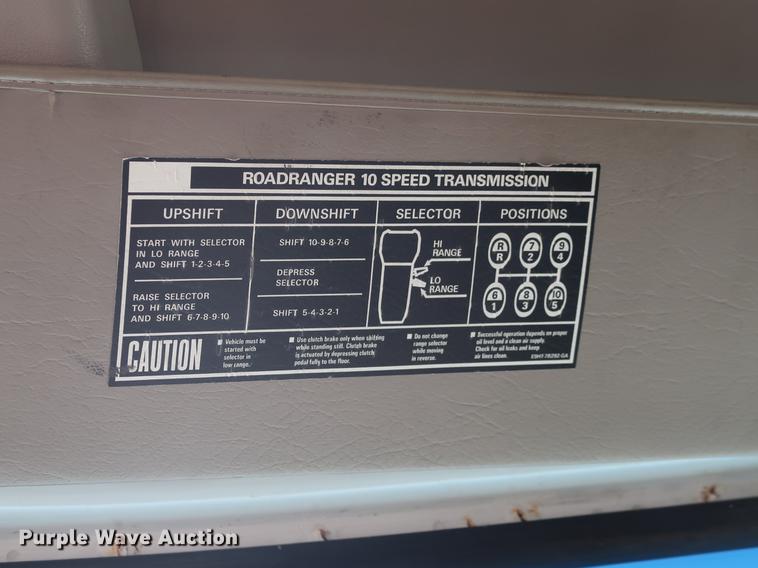 ROADRANGER 10 SPEED TRANSMISSION
UPSHIFT
START WITH SELECTOR
IN LO RANGE
AND SHIFT 1-2-3-4-5
RAISE SELECTOR
TO HI RANGE
AND SHIFT 6-7-8-9-10
DOWNSHIFT
SHIFT 10-9-8-7-6
DEPRESS
SELECTOR
SHIFT 5-4-3-2-1
SELECTOR
HI
RANGE
LO
RANGE
POSITIONS
R 7 9
R 2 4
6 8 10
1 3 5
CAUTION
■ Vehicle must be
started with
selector in
low range.
■ Use clutch brake only when shifting
while standing still. Clutch brake
is actuated by depressing clutch
pedal fully to the floor.
■ Do not change
range selector
while moving
in reverse.
■ Successful operation depends on proper
oil level and a clean air supply.
Check for oil leaks and keep
air lines clean.
E9HT-7B292-GA
Purple Wave Auction